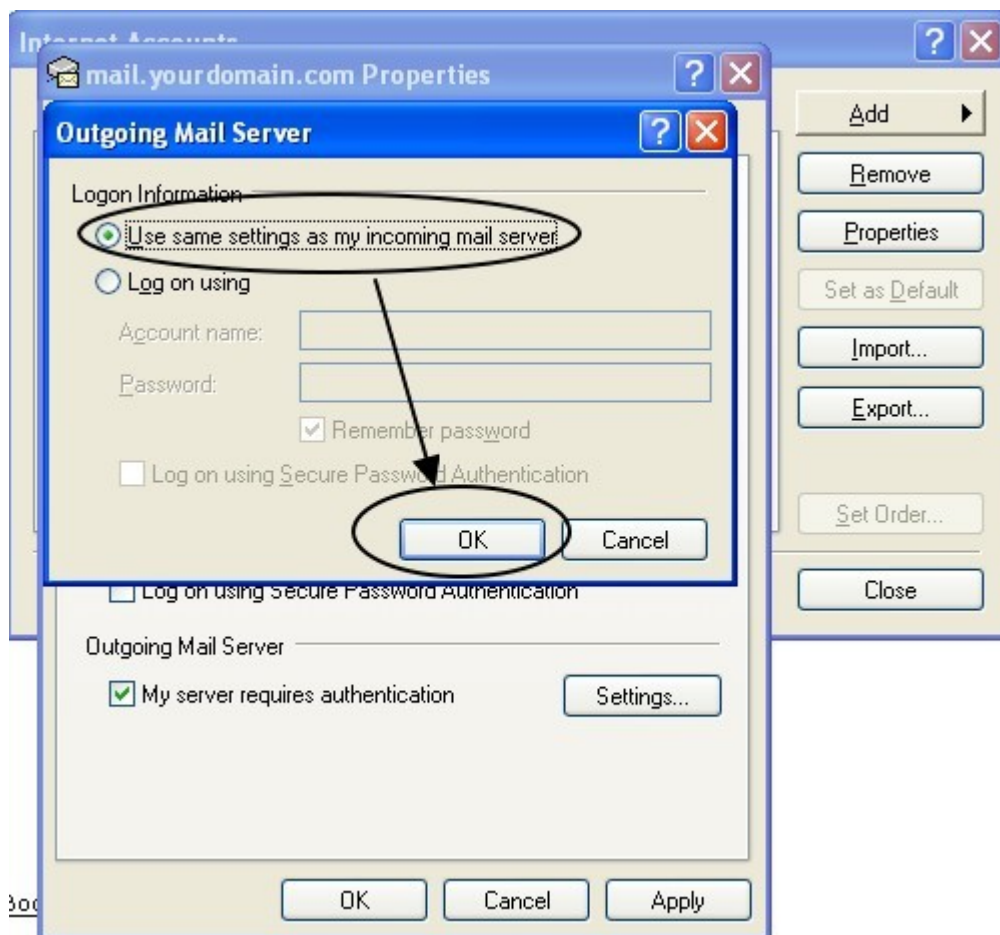 Internet Accounts
mail.yourdomain.com Properties
Outgoing Mail Server
Logon Information
Use same settings as my incoming mail server
Log on using
Account name:
Password:
Remember password
Log on using Secure Password Authentication
OK Cancel
Log on using Secure Password Authentication
Outgoing Mail Server
My server requires authentication
Settings...
OK Cancel Apply
Add
Remove
Properties
Set as Default
Import...
Export...
Set Order...
Close